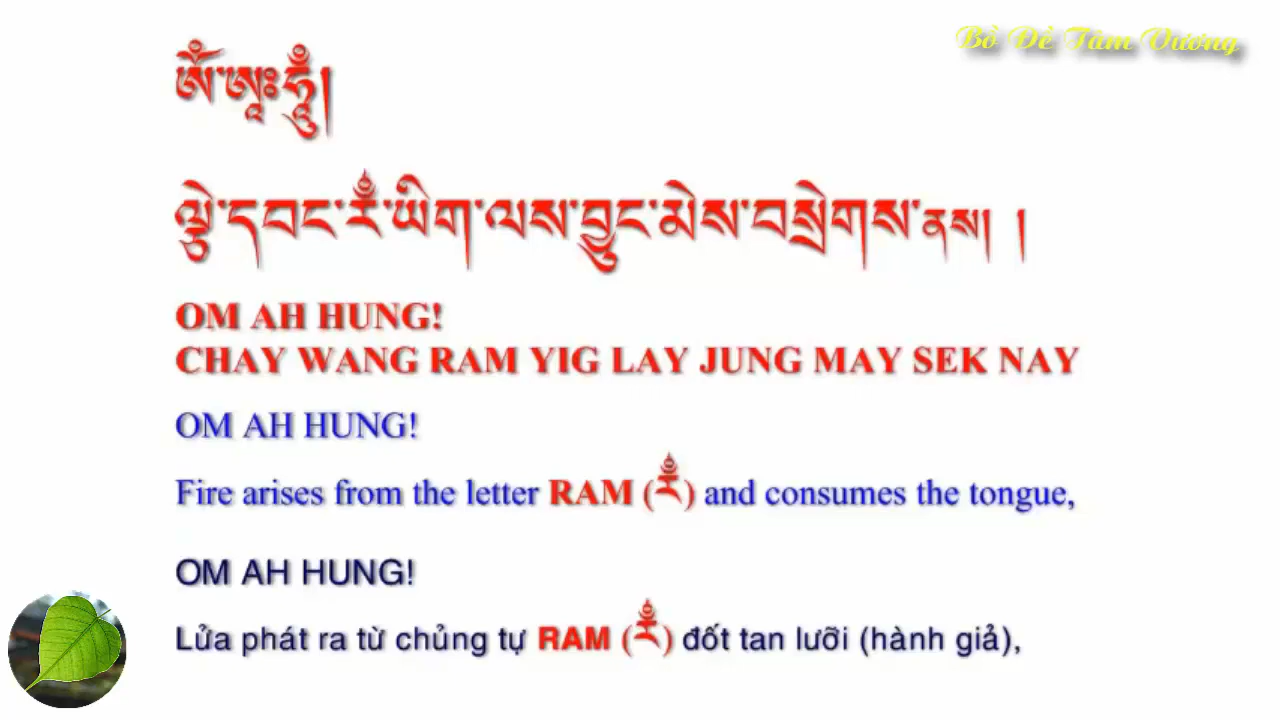 Bồ Đề Tâm Vương
ཨོཾ་ཨཱཿཧཱུྃ།
ལྕེ་དབང་རཾ་ཡིག་ལས་བྱུང་མེས་བསྲེགས་ནས། །
OM AH HUNG!
CHAY WANG RAM YIG LAY JUNG MAY SEK NAY
OM AH HUNG!
Fire arises from the letter RAM (རཾ) and consumes the tongue,
OM AH HUNG!
Lửa phát ra từ chủng tự RAM (རཾ) đốt tan lưỡi (hành giả),